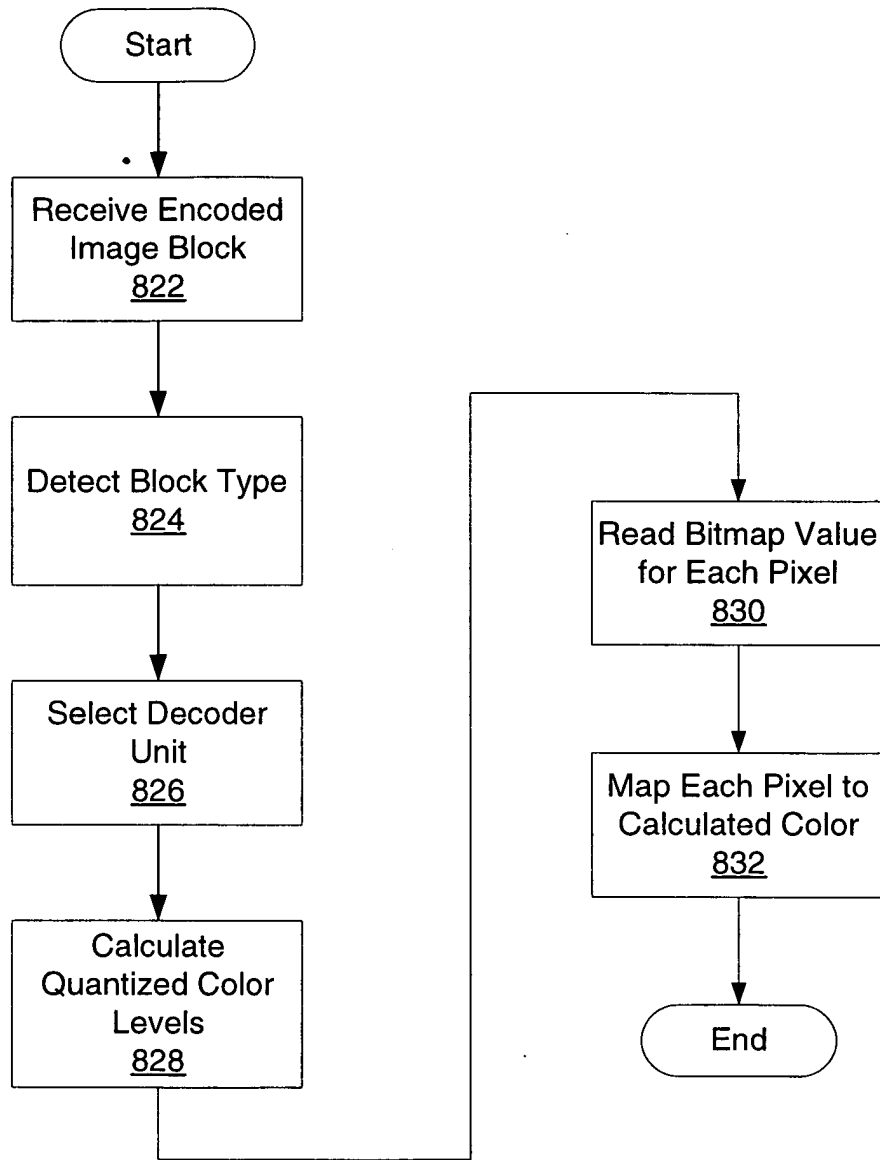 Start
Receive Encoded
Image Block
822
Detect Block Type
824
Select Decoder
Unit
826
Calculate
Quantized Color
Levels
828
Read Bitmap Value
for Each Pixel
830
Map Each Pixel to
Calculated Color
832
End